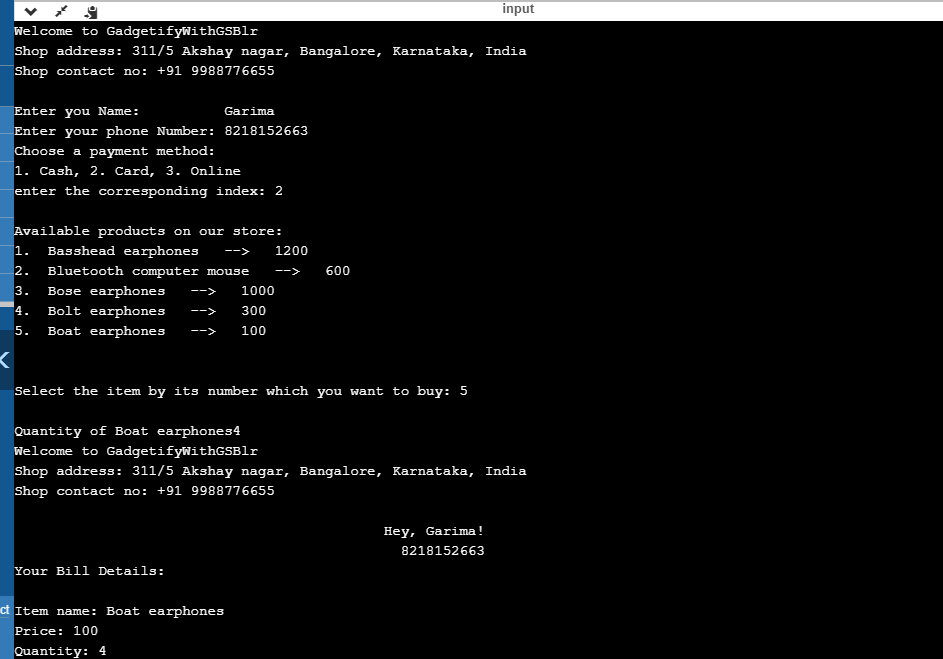 input
Welcome to GadgetifyWithGSBlr
Shop address: 311/5 Akshay nagar, Bangalore, Karnataka, India
Shop contact no: +91 9988776655
Enter you Name:          Garima
Enter your phone Number: 8218152663
Choose a payment method:
1. Cash, 2. Card, 3. Online
enter the corresponding index: 2
Available products on our store:
1.  Basshead earphones   -->   1200
2.  Bluetooth computer mouse   -->   600
3.  Bose earphones   -->   1000
4.  Bolt earphones   -->   300
5.  Boat earphones   -->   100
Select the item by its number which you want to buy: 5
Quantity of Boat earphones4
Welcome to GadgetifyWithGSBlr
Shop address: 311/5 Akshay nagar, Bangalore, Karnataka, India
Shop contact no: +91 9988776655
Hey, Garima!
8218152663
Your Bill Details:
ct
Item name: Boat earphones
Price: 100
Quantity: 4